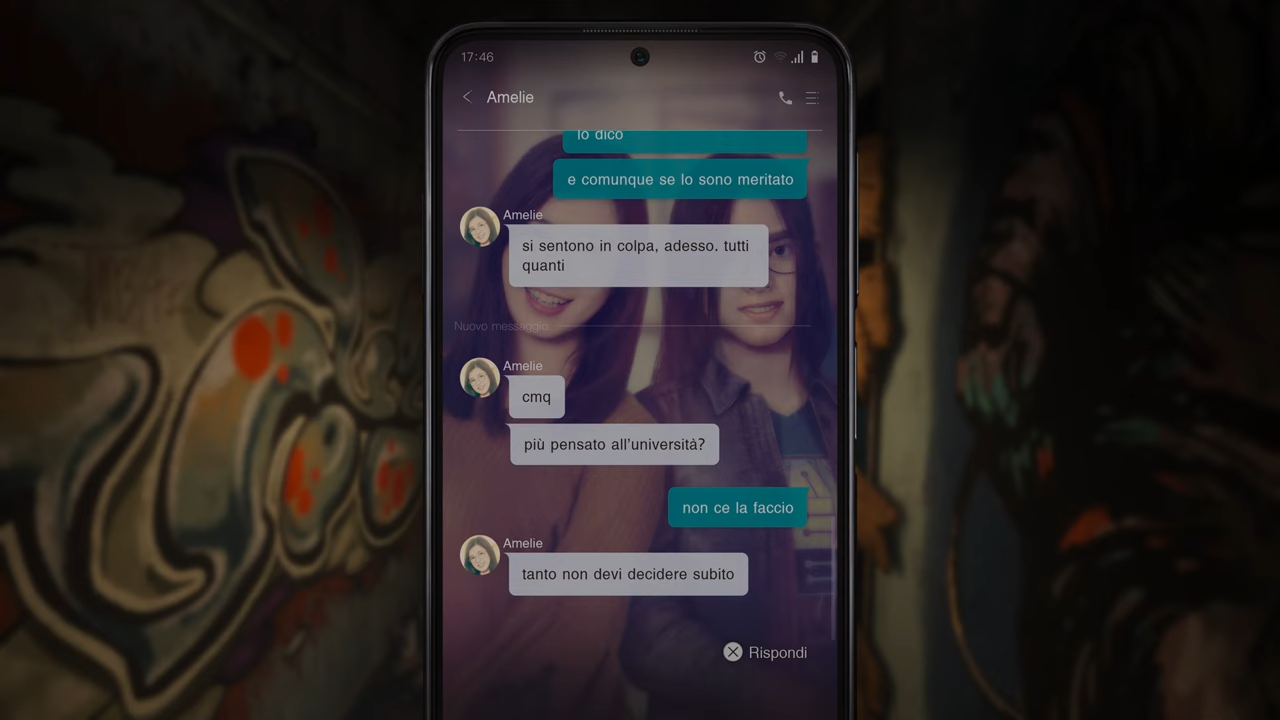 17:46
Amelie
lo dico
e comunque se lo sono meritato
Amelie
si sentono in colpa, adesso. tutti
quanti
Nuovo messaggio
Amelie
cmq
più pensato all'università?
non ce la faccio
Amelie
tanto non devi decidere subito
Rispondi